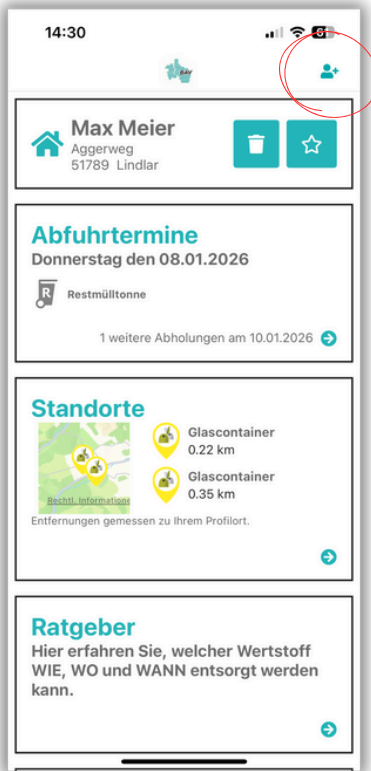 14:30
BAV
Max Meier
Aggerweg
51789 Lindlar
Abfuhrtermine
Donnerstag den 08.01.2026
R
Restmülltonne
1 weitere Abholungen am 10.01.2026
Standorte
Glascontainer
0.22 km
Glascontainer
0.35 km
Rechtl. Informatione
Entfernungen gemessen zu Ihrem Profilort.
Ratgeber
Hier erfahren Sie, welcher Wertstoff
WIE, WO und WANN entsorgt werden
kann.